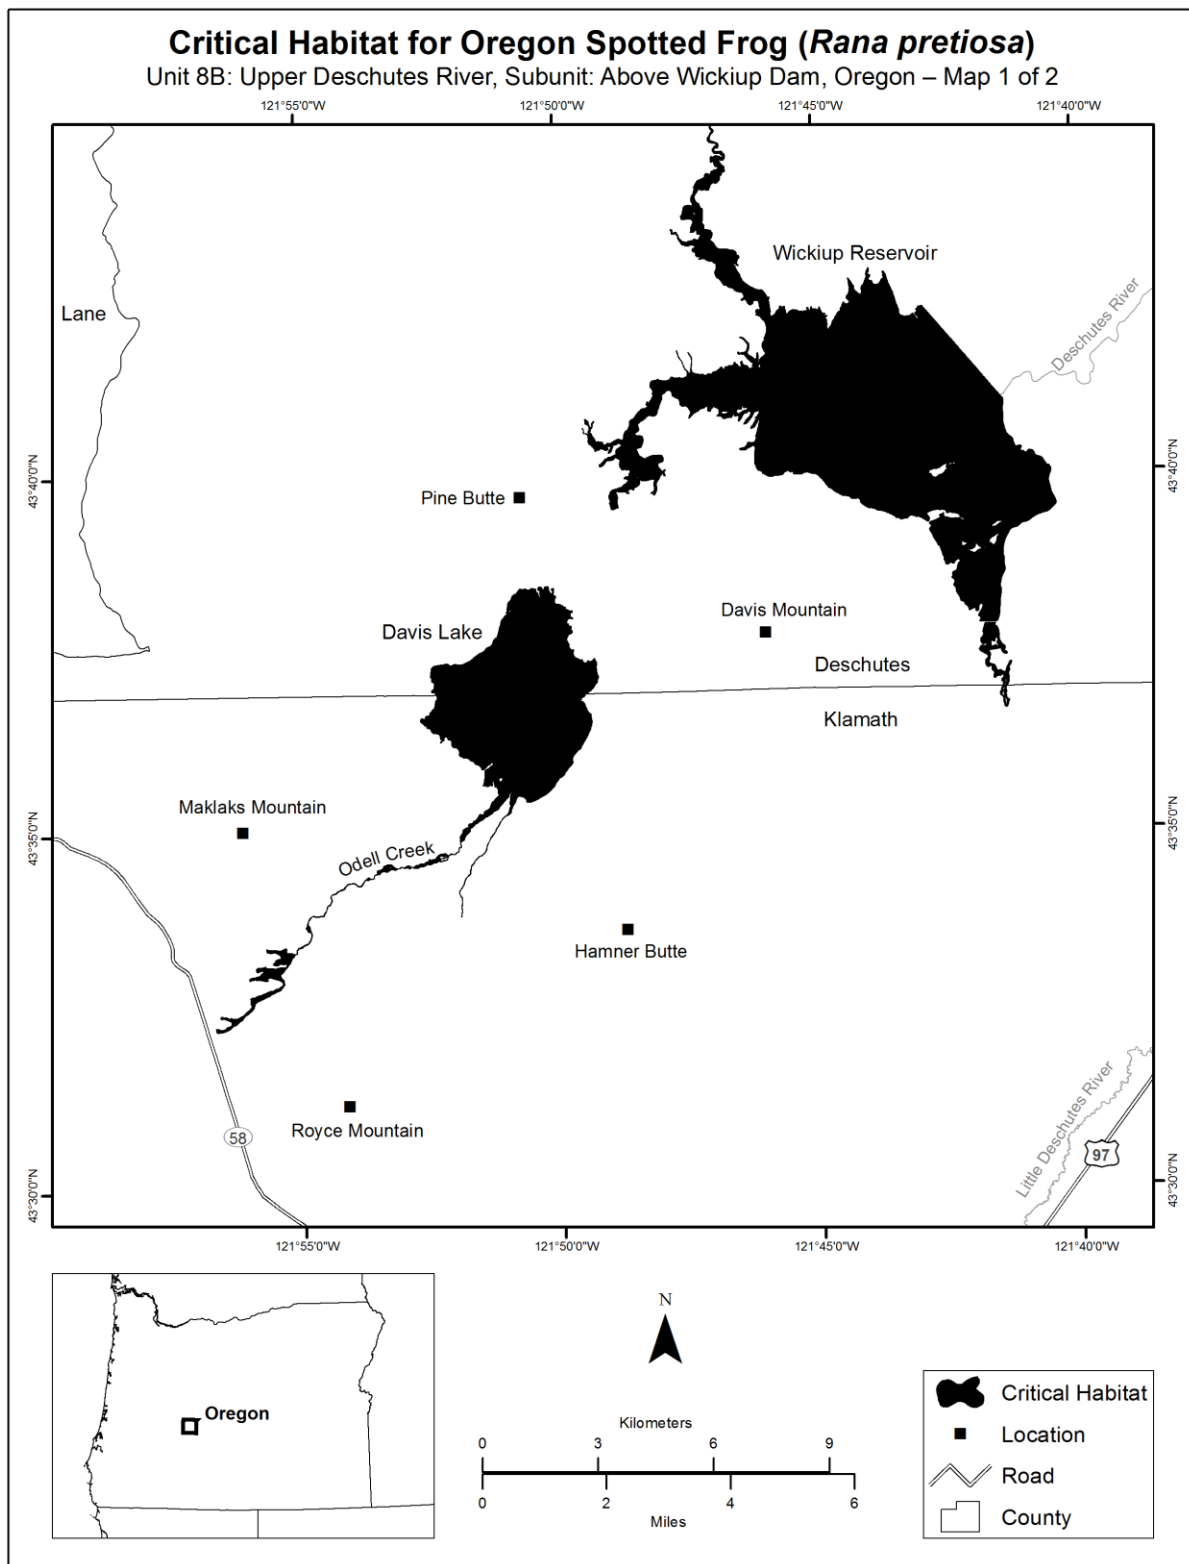 Critical Habitat for Oregon Spotted Frog (Rana pretiosa)
Unit 8B: Upper Deschutes River, Subunit: Above Wickiup Dam, Oregon – Map 1 of 2
121°55'0"W
121°50'0"W
121°45'0"W
121°40'0"W
Wickiup Reservoir
Lane
Deschutes River
43°40'0"N
43°40'0"N
Pine Butte
Davis Mountain
Davis Lake
Deschutes
Klamath
Maklaks Mountain
43°35'0"N
43°35'0"N
Odell Creek
Hamner Butte
Royce Mountain
58
Little Deschutes River
97
43°30'0"N
43°30'0"N
121°55'0"W
121°50'0"W
121°45'0"W
121°40'0"W
Oregon
N
Kilometers
0 3 6 9
0 2 4 6
Miles
Critical Habitat
Location
Road
County